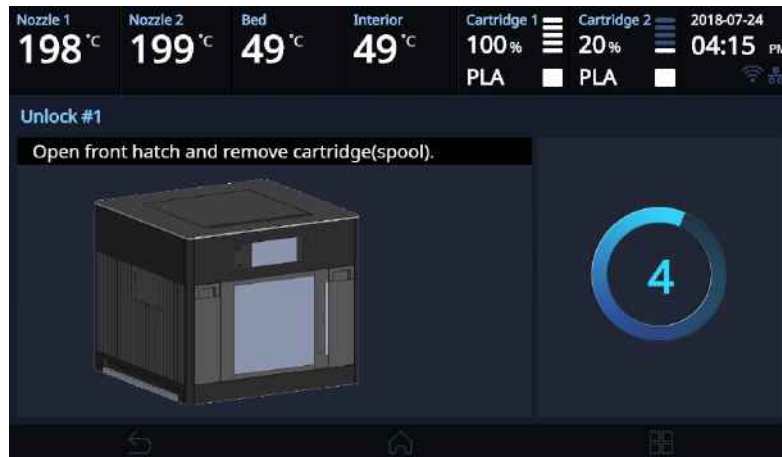 Nozzle 1 Nozzle 2 Bed Interior Cartridge 1 Cartridge 2 2018-07-24
198 °C 199 °C 49 °C 49 °C 100 % 20 % 04:15 PM
PLA PLA
Unlock #1
Open front hatch and remove cartridge(spool).
4